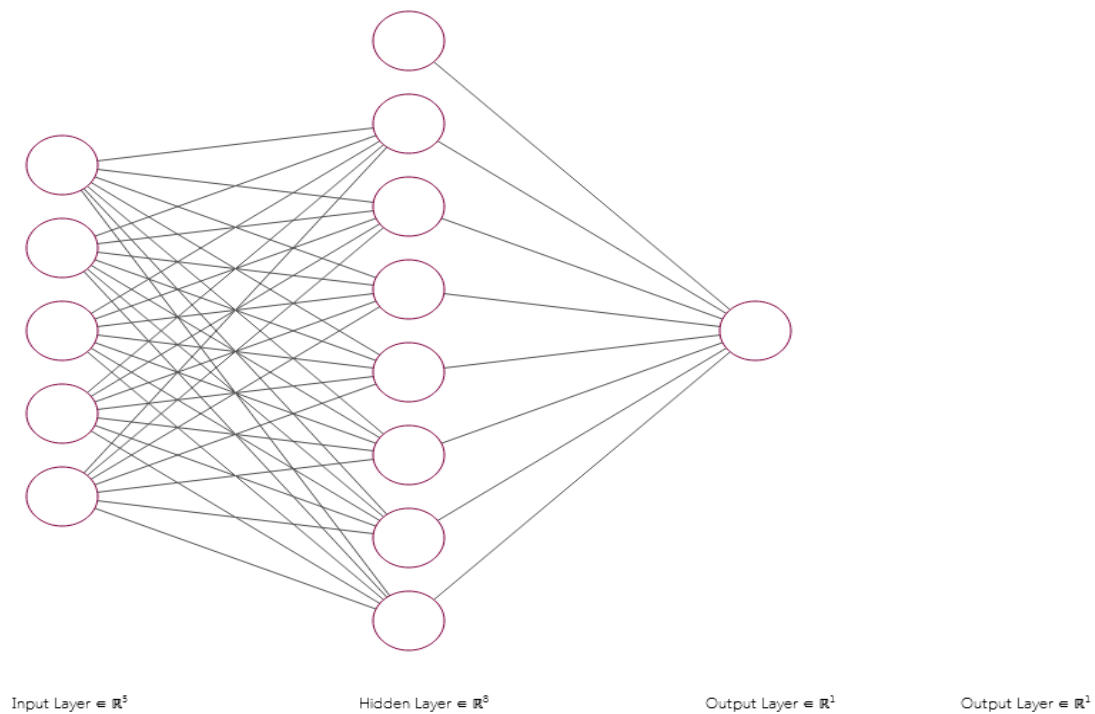 Input Layer ∈ ℝ⁵
Hidden Layer ∈ ℝ⁸
Output Layer ∈ ℝ¹
Output Layer ∈ ℝ¹